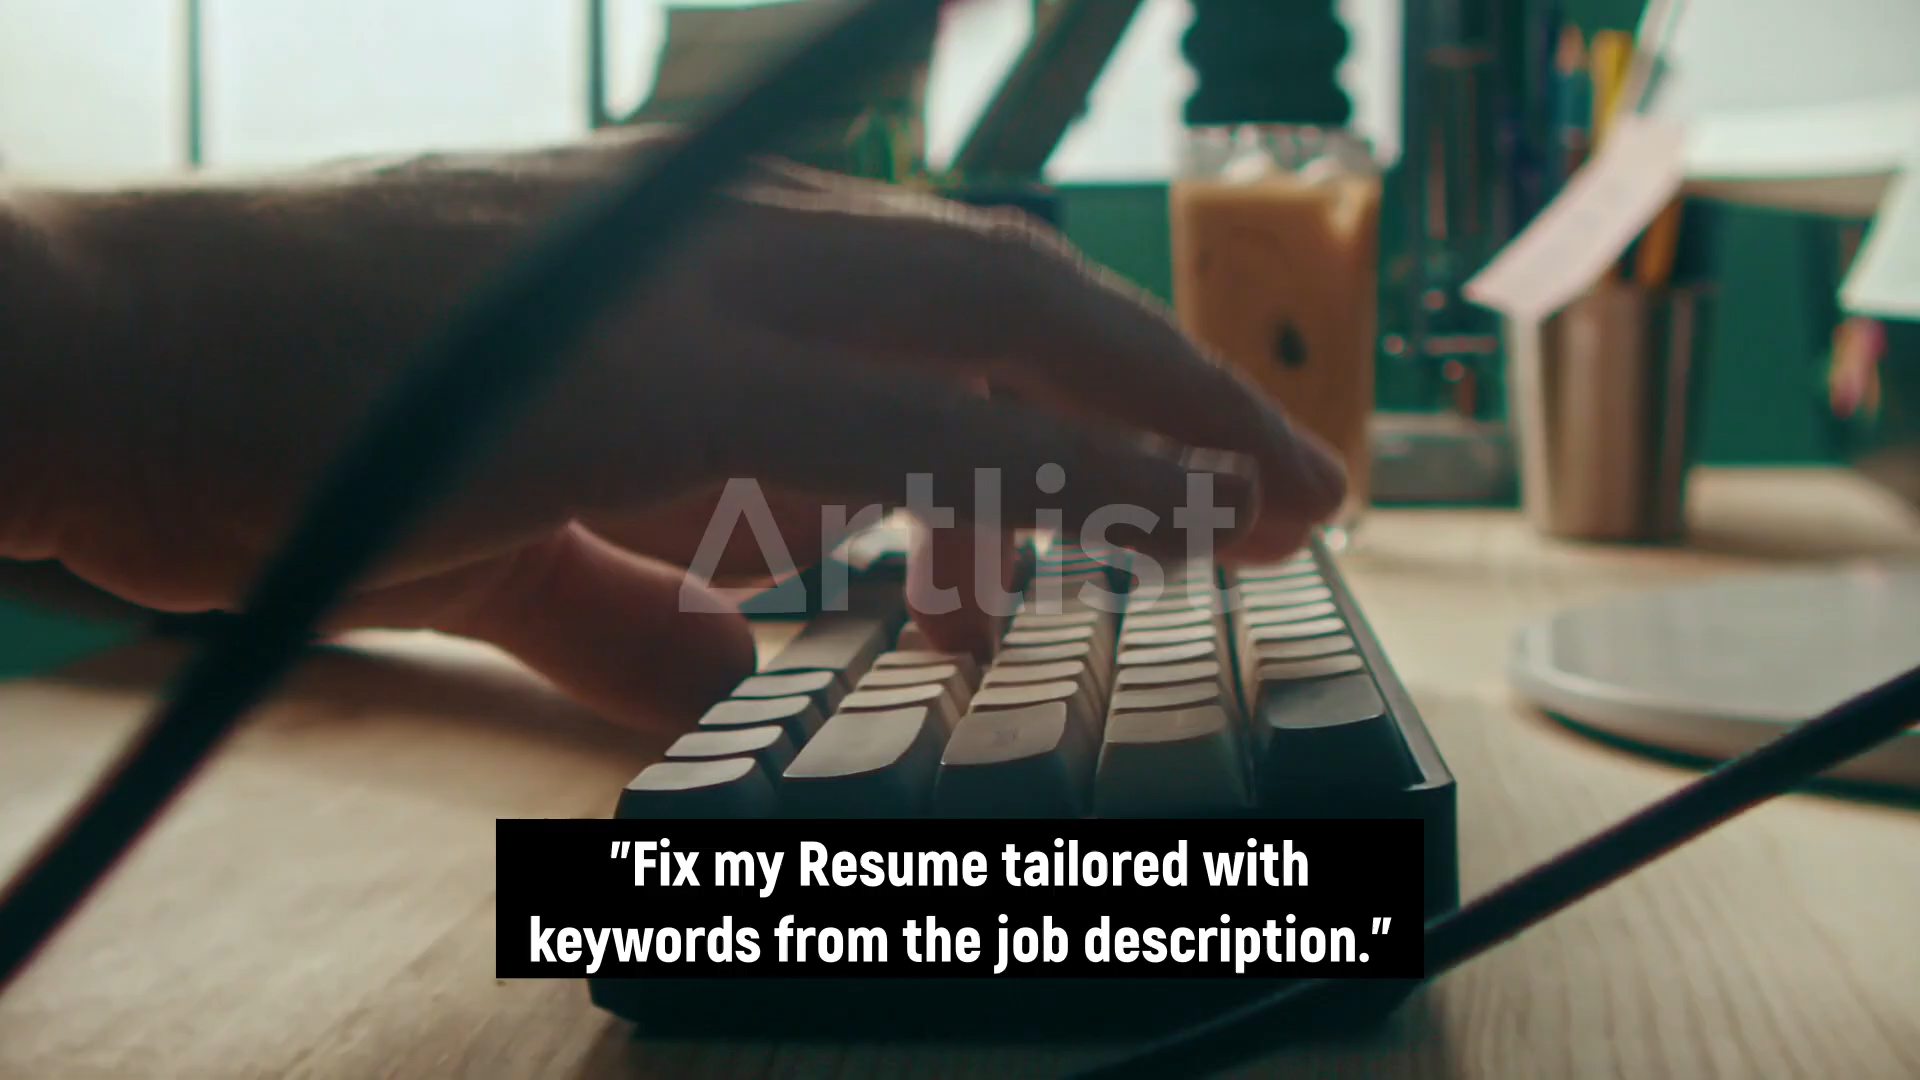 Artlist
"Fix my Resume tailored with
keywords from the job description."